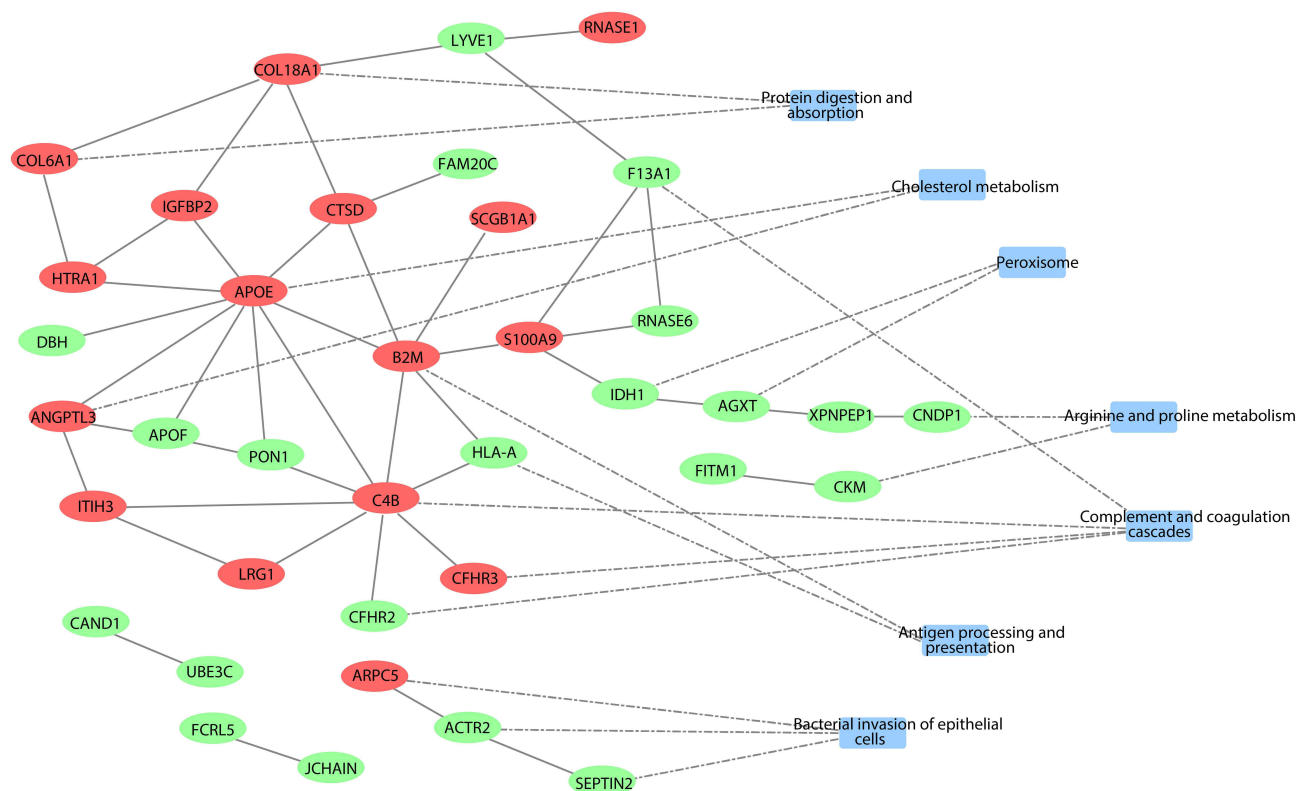 RNASE1
LYVE1
COL18A1
Protein digestion and
absorption
COL6A1
FAM20C
F13A1
Cholesterol metabolism
IGFBP2
CTSD
SCGB1A1
Peroxisome
HTRA1
APOE
RNASE6
DBH
S100A9
B2M
IDH1
AGXT
XPNPEP1
CNDP1
Arginine and proline metabolism
ANGPTL3
APOF
PON1
HLA-A
FITM1
CKM
ITIH3
C4B
Complement and coagulation
cascades
LRG1
CFHR3
CFHR2
CAND1
Antigen processing and
presentation
UBE3C
ARPC5
FCRL5
ACTR2
Bacterial invasion of epithelial
cells
JCHAIN
SEPTIN2